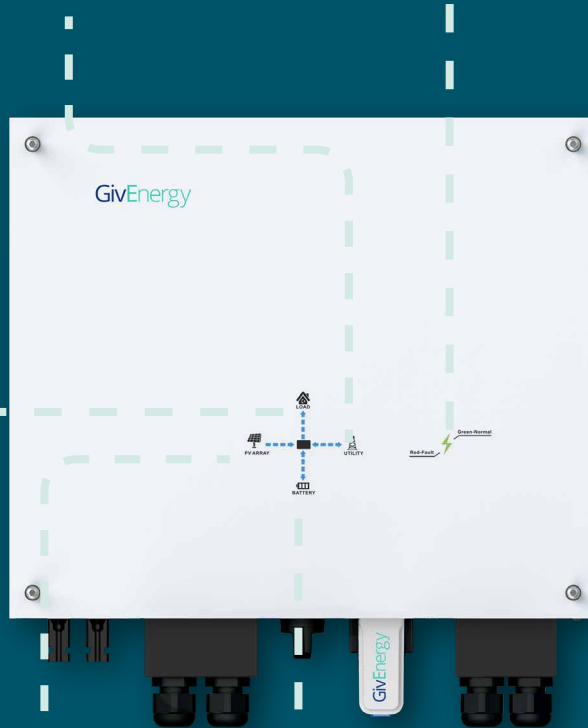 GivEnergy
LOAD
PV ARRAY
UTILITY
BATTERY
Green-Normal
Red-Fault
GivEnergy